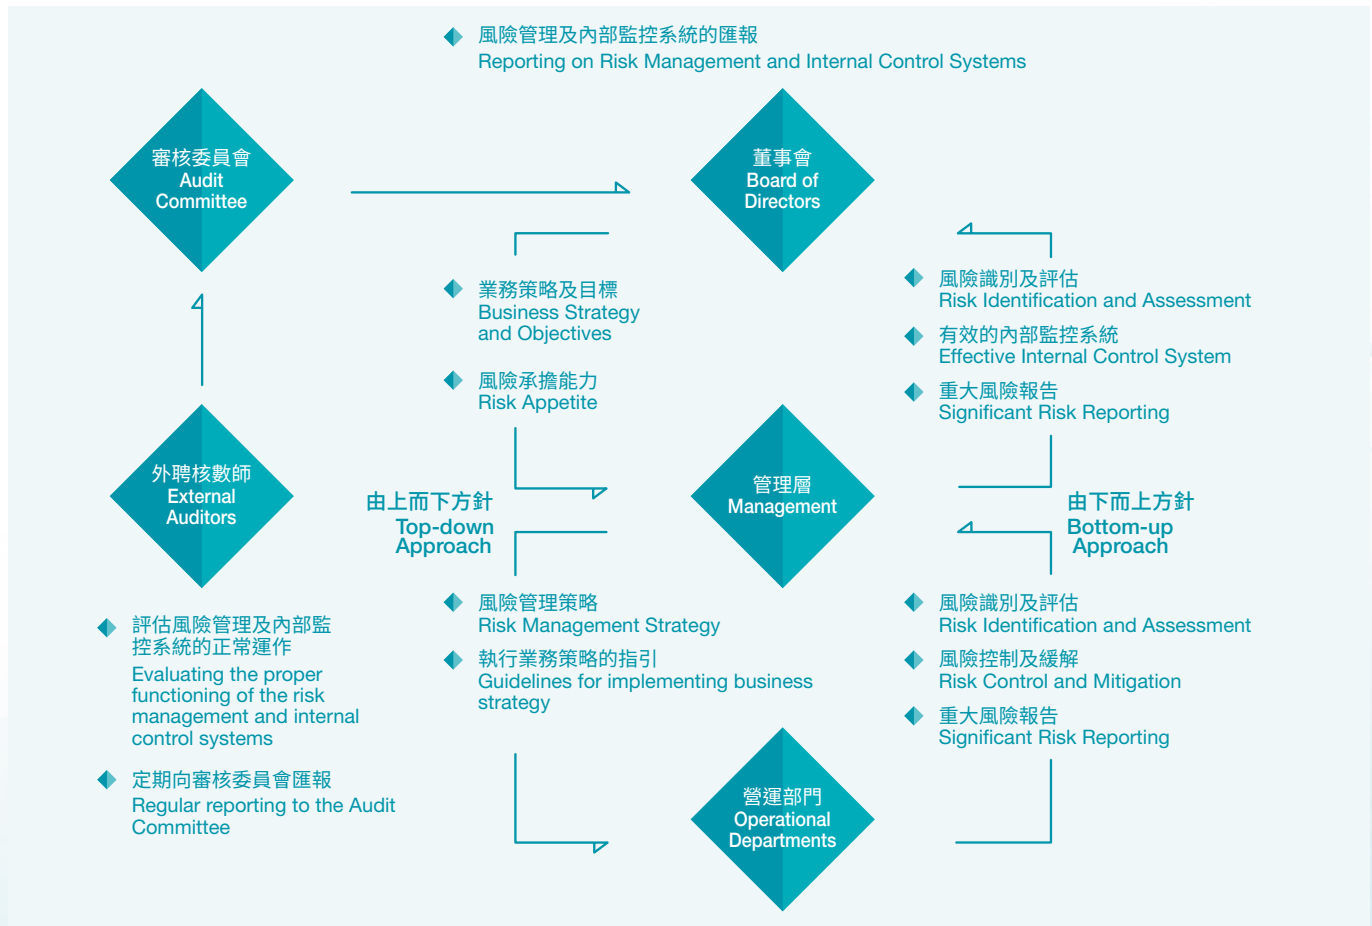 風險管理及內部監控系統的匯報
Reporting on Risk Management and Internal Control Systems
審核委員會
Audit
Committee
董事會
Board of
Directors
業務策略及目標
Business Strategy
and Objectives
風險承擔能力
Risk Appetite
風險識別及評估
Risk Identification and Assessment
有效的內部監控系統
Effective Internal Control System
重大風險報告
Significant Risk Reporting
外聘核數師
External
Auditors
由上而下方針
Top-down
Approach
管理層
Management
由下而上方針
Bottom-up
Approach
評估風險管理及內部監
控系統的正常運作
Evaluating the proper
functioning of the risk
management and internal
control systems
定期向審核委員會匯報
Regular reporting to the Audit
Committee
風險管理策略
Risk Management Strategy
執行業務策略的指引
Guidelines for implementing business
strategy
風險識別及評估
Risk Identification and Assessment
風險控制及緩解
Risk Control and Mitigation
重大風險報告
Significant Risk Reporting
營運部門
Operational
Departments